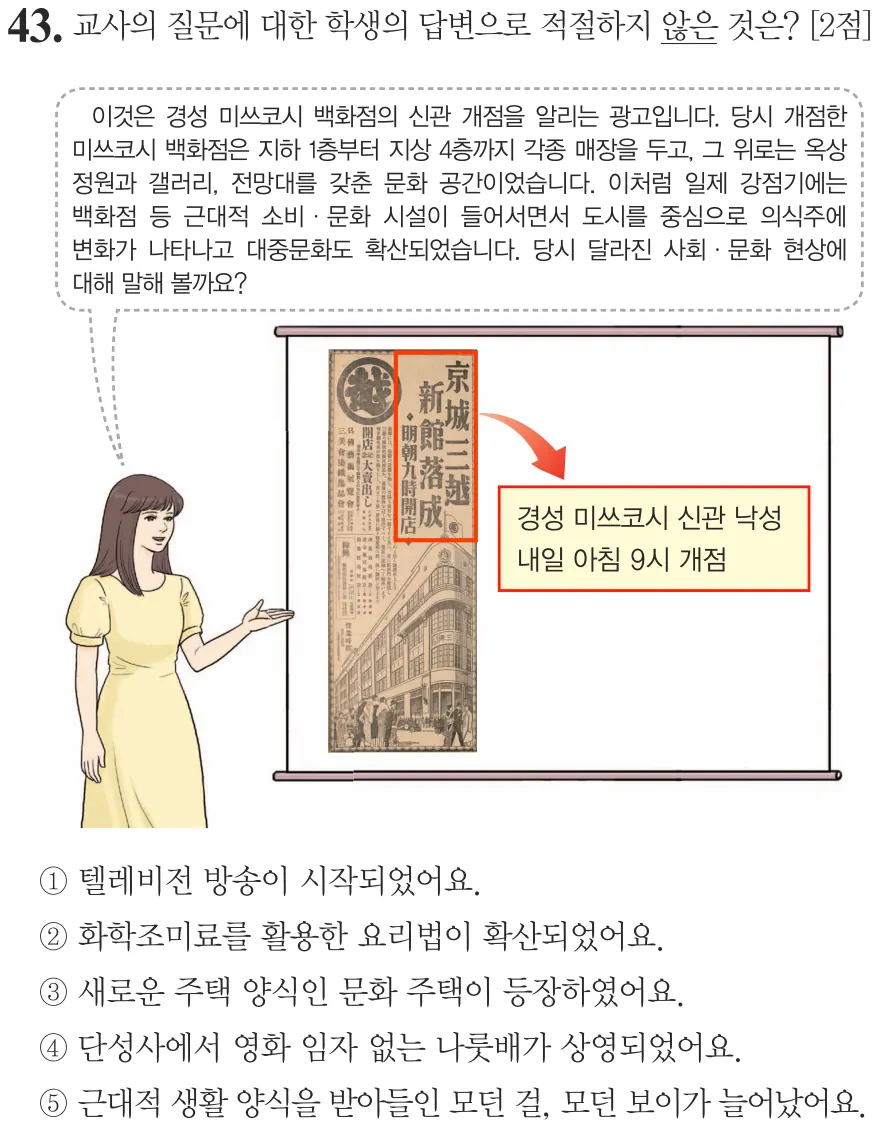 43. 교사의 질문에 대한 학생의 답변으로 적절하지 않은 것은? [2점]
이것은 경성 미쓰코시 백화점의 신관 개점을 알리는 광고입니다. 당시 개점한
미쓰코시 백화점은 지하 1층부터 지상 4층까지 각종 매장을 두고, 그 위로는 옥상
정원과 갤러리, 전망대를 갖춘 문화 공간이었습니다. 이처럼 일제 강점기에는
백화점 등 근대적 소비·문화 시설이 들어서면서 도시를 중심으로 의식주에
변화가 나타나고 대중문화도 확산되었습니다. 당시 달라진 사회·문화 현상에
대해 말해 볼까요?
京城三越
新館落成
明朝九時開店
越
開店記念大賣出し
경성 미쓰코시 신관 낙성
내일 아침 9시 개점
① 텔레비전 방송이 시작되었어요.
② 화학조미료를 활용한 요리법이 확산되었어요.
③ 새로운 주택 양식인 문화 주택이 등장하였어요.
④ 단성사에서 영화 임자 없는 나룻배가 상영되었어요.
⑤ 근대적 생활 양식을 받아들인 모던 걸, 모던 보이가 늘어났어요.